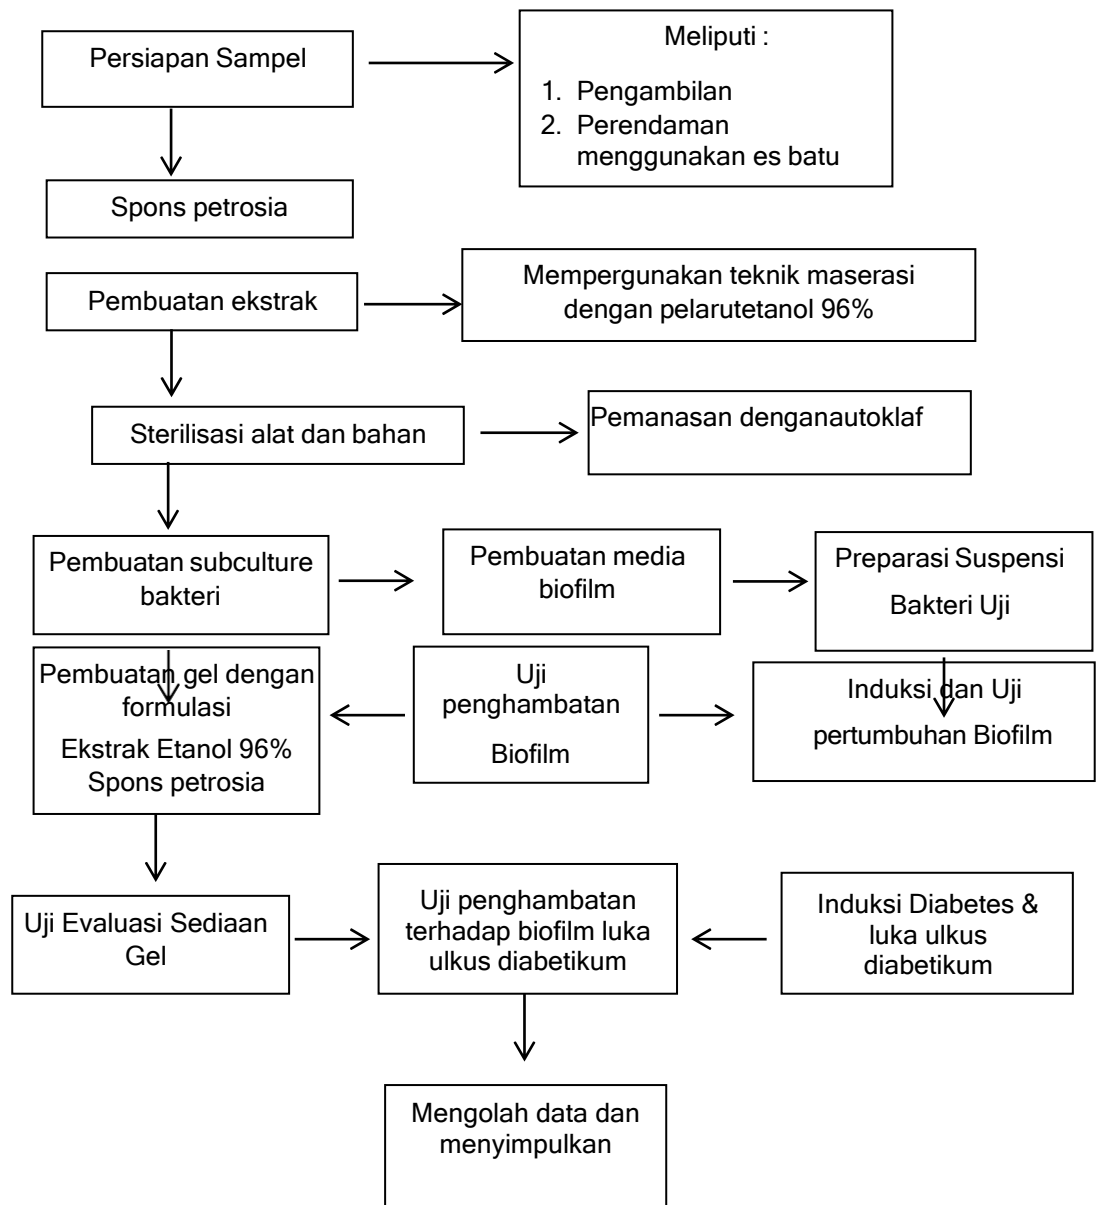 Persiapan Sampel
Meliputi :
1. Pengambilan
2. Perendaman
menggunakan es batu
Spons petrosia
Pembuatan ekstrak
Mempergunakan teknik maserasi
dengan pelarutetanol 96%
Sterilisasi alat dan bahan
Pemanasan denganautoklaf
Pembuatan subculture
bakteri
Pembuatan media
biofilm
Preparasi Suspensi
Bakteri Uji
Pembuatan gel dengan
formulasi
Ekstrak Etanol 96%
Spons petrosia
Uji
penghambatan
Biofilm
Induksi dan Uji
pertumbuhan Biofilm
Uji Evaluasi Sediaan
Gel
Uji penghambatan
terhadap biofilm luka
ulkus diabetikum
Induksi Diabetes &
luka ulkus
diabetikum
Mengolah data dan
menyimpulkan